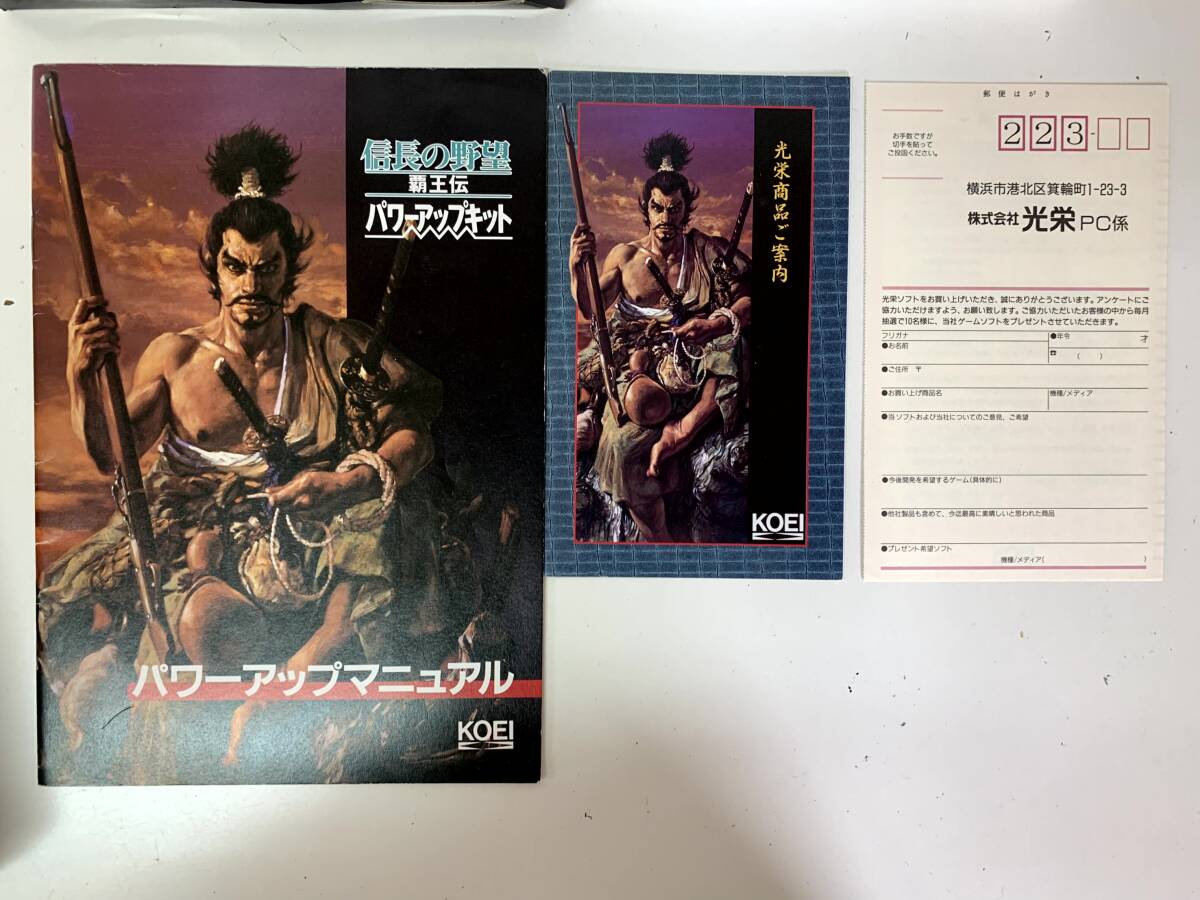 信長の野望
覇王伝
パワーアップキット
パワーアップマニュアル
KOEI
光栄商品ご案内
KOEI
郵便はがき
お手数ですが
切手を貼って
ご投函ください。
223-
横浜市港北区箕輪町1-23-3
株式会社 光栄 PC係
光栄ソフトをお買い上げいただき、誠にありがとうございます。アンケートにご
協力いただけますよう、お願い致します。ご協力いただいたお客様の中から毎月
抽選で10名様に、当社ゲームソフトをプレゼントさせていただきます。
フリガナ
●お名前
●年令 才
☎ ( )
●ご住所 〒
●お買い上げ商品名
機種/メディア
●当ソフトおよび当社についてのご意見、ご希望
●今後開発を希望するゲーム(具体的に)
●他社製品も含めて、今迄最高に素晴しいと思われた商品
●プレゼント希望ソフト
機種/メディア( )